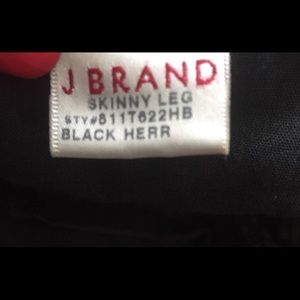 J BRAND
SKINNY LEG
STY#811T622HB
BLACK HERR